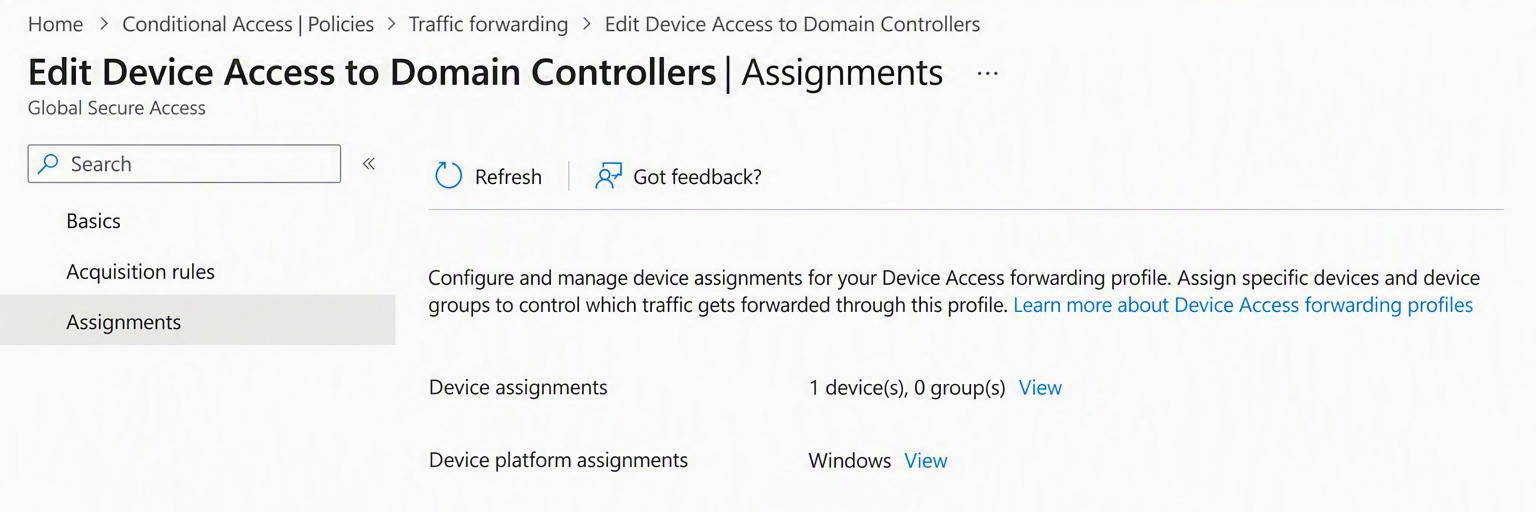 Home > Conditional Access | Policies > Traffic forwarding > Edit Device Access to Domain Controllers
Edit Device Access to Domain Controllers | Assignments ...
Global Secure Access
Search «
Refresh | Got feedback?
Basics
Acquisition rules
Assignments
Configure and manage device assignments for your Device Access forwarding profile. Assign specific devices and device
groups to control which traffic gets forwarded through this profile. Learn more about Device Access forwarding profiles
Device assignments 1 device(s), 0 group(s) View
Device platform assignments Windows View